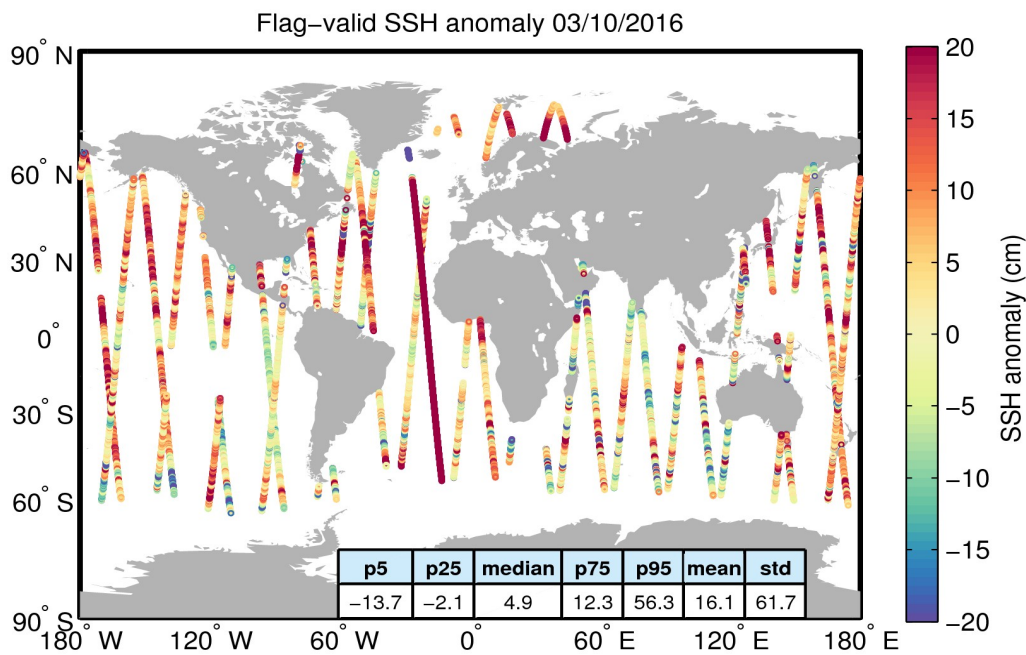 Flag−valid SSH anomaly 03/10/2016
90° N
60° N
30° N
0°
30° S
60° S
90° S
180° W
120° W
60° W
0°
60° E
120° E
180° E
p5 p25 median p75 p95 mean std
−13.7 −2.1 4.9 12.3 56.3 16.1 61.7
20
15
10
5
0
−5
−10
−15
−20
SSH anomaly (cm)